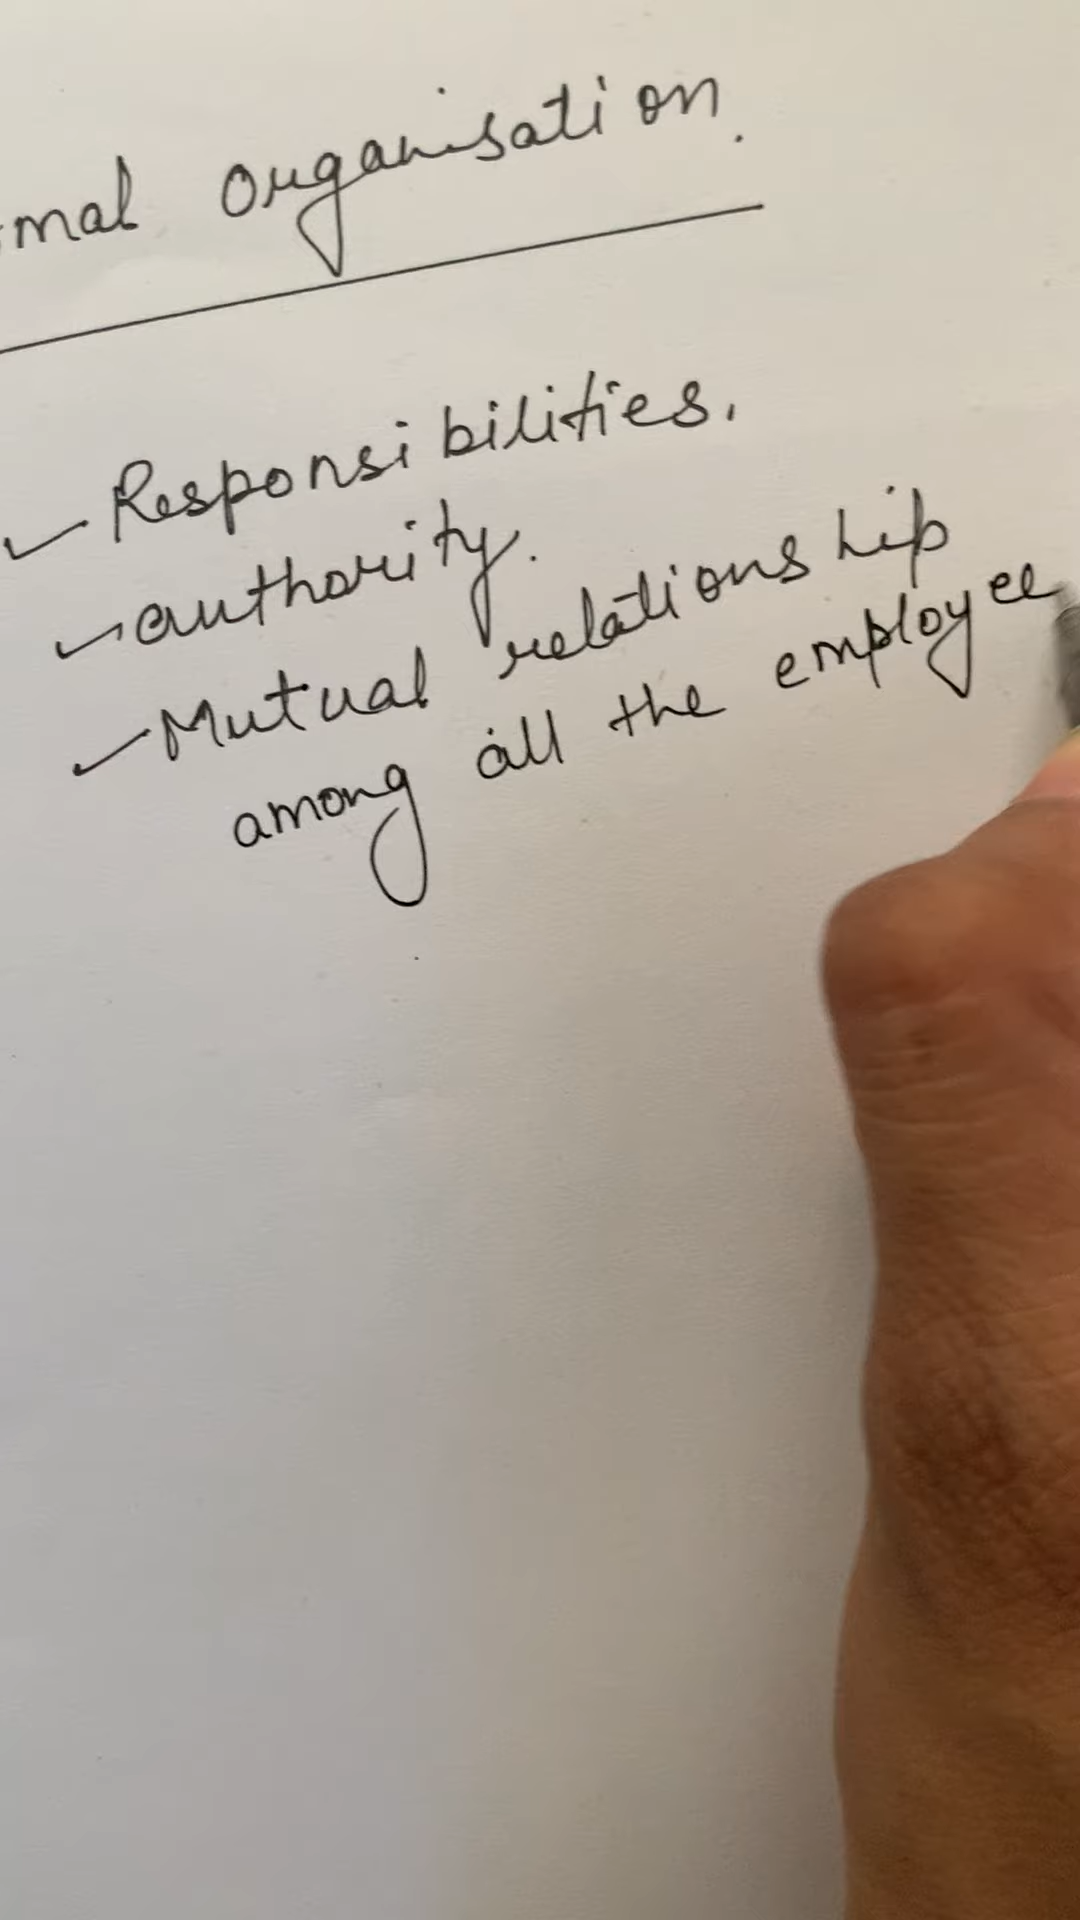 mal organisation.
Responsibilities.
authority.
Mutual relationship
among all the employee